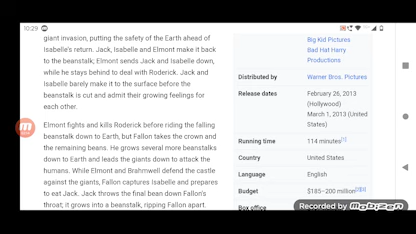 10:29
giant invasion, putting the safety of the Earth ahead of
Isabelle's return. Jack, Isabelle and Elmont make it back
to the beanstalk; Elmont sends Jack and Isabelle down,
while he stays behind to deal with Roderick. Jack and
Isabelle barely make it to the surface before the
beanstalk is cut and admit their growing feelings for
each other.
Elmont fights and kills Roderick before riding the falling
beanstalk down to Earth, but Fallon takes the crown and
the remaining beans. He grows several more beanstalks
down to Earth and leads the giants down to attack the
humans. While Elmont and Brahmwell defend the castle
against the giants, Fallon captures Isabelle and prepares
to eat Jack. Jack throws the final bean down Fallon's
throat; it grows into a beanstalk, ripping Fallon apart.
Big Kid Pictures
Bad Hat Harry
Productions
Distributed by Warner Bros. Pictures
Release dates February 26, 2013
(Hollywood)
March 1, 2013 (United
States)
Running time 114 minutes[1]
Country United States
Language English
Budget $185–200 million[2][3]
Box office
Recorded by mobizen